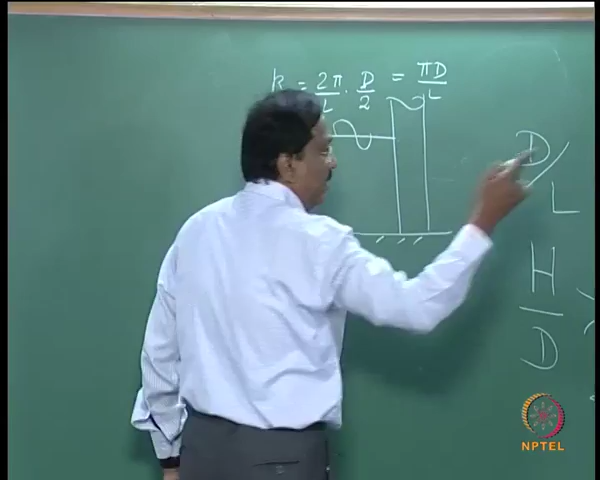 k = 2π/L · D/2 = πD/L
D/L
H/D
NPTEL